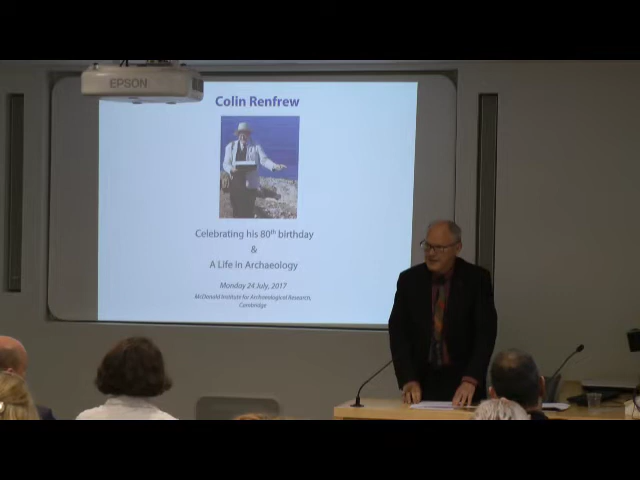 EPSON
Colin Renfrew
Celebrating his 80th birthday
&
A Life in Archaeology
Monday 24 July, 2017
McDonald Institute for Archaeological Research,
Cambridge